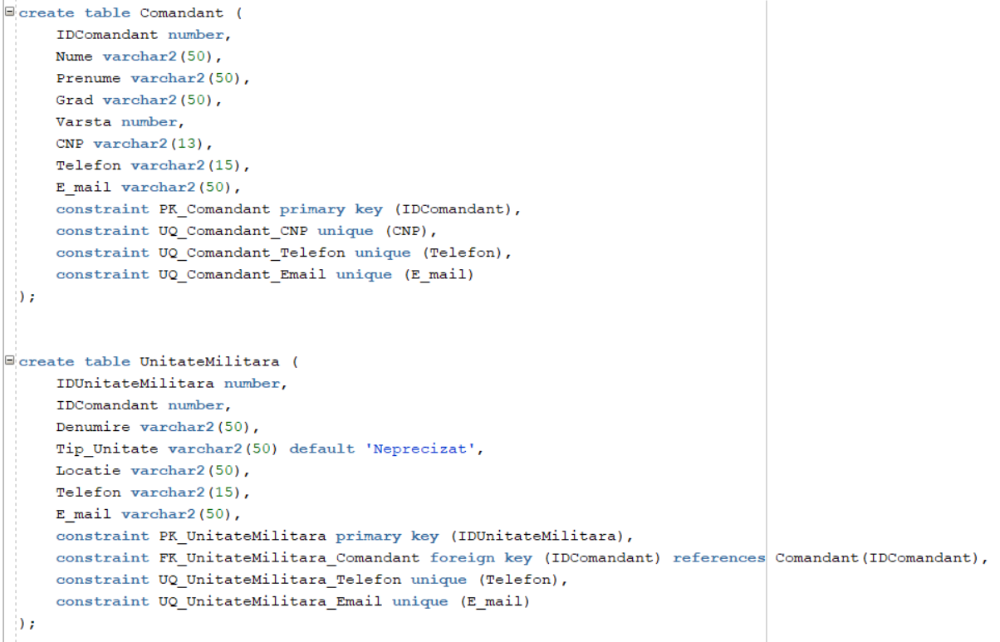 create table Comandant (
    IDComandant number,
    Nume varchar2(50),
    Prenume varchar2(50),
    Grad varchar2(50),
    Varsta number,
    CNP varchar2(13),
    Telefon varchar2(15),
    E_mail varchar2(50),
    constraint PK_Comandant primary key (IDComandant),
    constraint UQ_Comandant_CNP unique (CNP),
    constraint UQ_Comandant_Telefon unique (Telefon),
    constraint UQ_Comandant_Email unique (E_mail)
);
create table UnitateMilitara (
    IDUnitateMilitara number,
    IDComandant number,
    Denumire varchar2(50),
    Tip_Unitate varchar2(50) default 'Neprecizat',
    Locatie varchar2(50),
    Telefon varchar2(15),
    E_mail varchar2(50),
    constraint PK_UnitateMilitara primary key (IDUnitateMilitara),
    constraint FK_UnitateMilitara_Comandant foreign key (IDComandant) references Comandant(IDComandant),
    constraint UQ_UnitateMilitara_Telefon unique (Telefon),
    constraint UQ_UnitateMilitara_Email unique (E_mail)
);